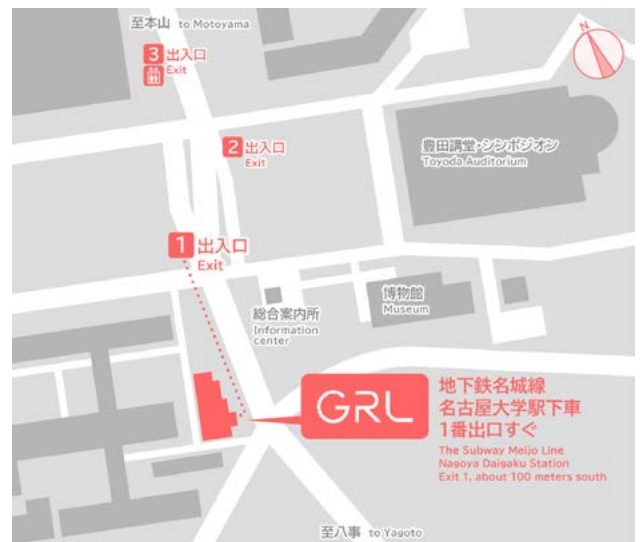 至本山 to Motoyama
3 出入口
Exit
N
2 出入口
Exit
豊田講堂・シンポジオン
Toyoda Auditorium
1 出入口
Exit
総合案内所
Information
center
博物館
Museum
GRL
地下鉄名城線
名古屋大学駅下車
1番出口すぐ
The Subway Meijo Line
Nagoya Daigaku Station
Exit 1, about 100 meters south
至八事 to Yagoto